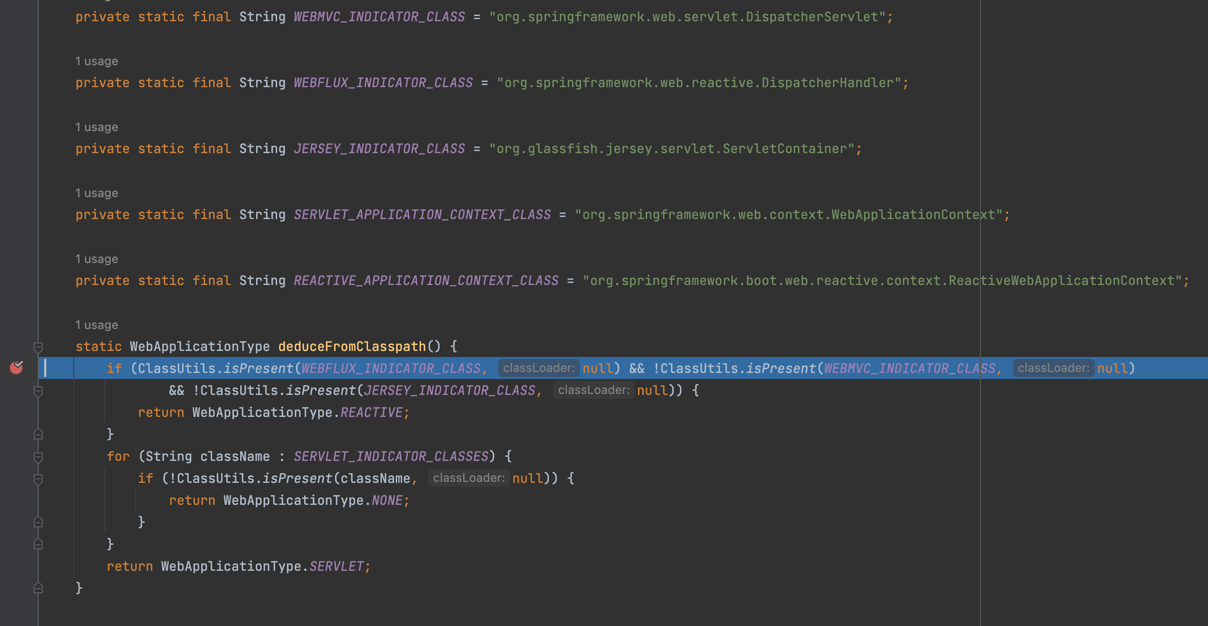 private static final String WEBMVC_INDICATOR_CLASS = "org.springframework.web.servlet.DispatcherServlet";
1 usage
private static final String WEBFLUX_INDICATOR_CLASS = "org.springframework.web.reactive.DispatcherHandler";
1 usage
private static final String JERSEY_INDICATOR_CLASS = "org.glassfish.jersey.servlet.ServletContainer";
1 usage
private static final String SERVLET_APPLICATION_CONTEXT_CLASS = "org.springframework.web.context.WebApplicationContext";
1 usage
private static final String REACTIVE_APPLICATION_CONTEXT_CLASS = "org.springframework.boot.web.reactive.context.ReactiveWebApplicationContext";
1 usage
static WebApplicationType deduceFromClasspath() {
if (ClassUtils.isPresent(WEBFLUX_INDICATOR_CLASS, classLoader: null) && !ClassUtils.isPresent(WEBMVC_INDICATOR_CLASS, classLoader: null)
&& !ClassUtils.isPresent(JERSEY_INDICATOR_CLASS, classLoader: null)) {
return WebApplicationType.REACTIVE;
}
for (String className : SERVLET_INDICATOR_CLASSES) {
if (!ClassUtils.isPresent(className, classLoader: null)) {
return WebApplicationType.NONE;
}
}
return WebApplicationType.SERVLET;
}